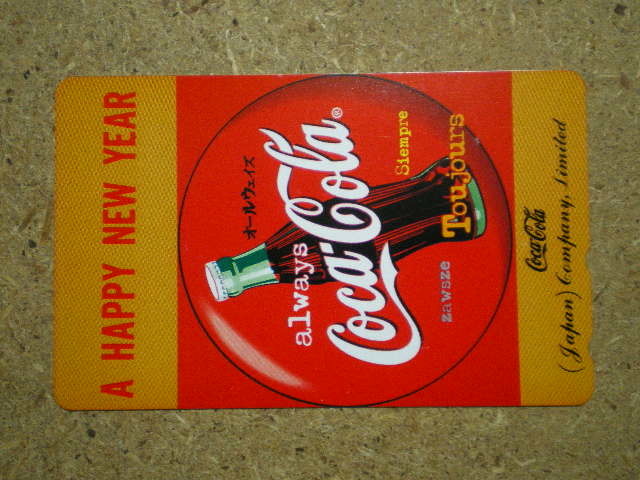 A HAPPY NEW YEAR
オールウェイズ
always
Coca-Cola®
Siempre
zawsze
Toujours
Coca-Cola
(Japan) Company, Limited